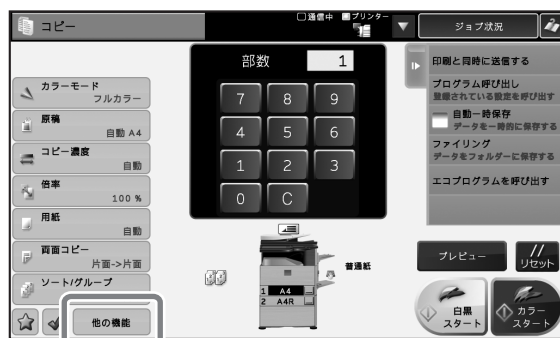 コピー
□通信中 ■プリンター
ジョブ状況
カラーモード
フルカラー
原稿
自動 A4
コピー濃度
自動
倍率
100 %
用紙
自動
両面コピー
片面->片面
ソート/グループ
他の機能
部数 1
7 8 9
4 5 6
1 2 3
0 C
1 A4
2 A4R
普通紙
印刷と同時に送信する
プログラム呼び出し
登録されている設定を呼び出す
自動一時保存
データを一時的に保存する
ファイリング
データをフォルダーに保存する
エコプログラムを呼び出す
プレビュー
リセット
白黒
スタート
カラー
スタート